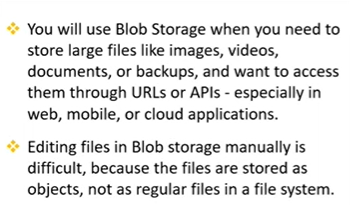 You will use Blob Storage when you need to
store large files like images, videos,
documents, or backups, and want to access
them through URLs or APIs - especially in
web, mobile, or cloud applications.
Editing files in Blob storage manually is
difficult, because the files are stored as
objects, not as regular files in a file system.